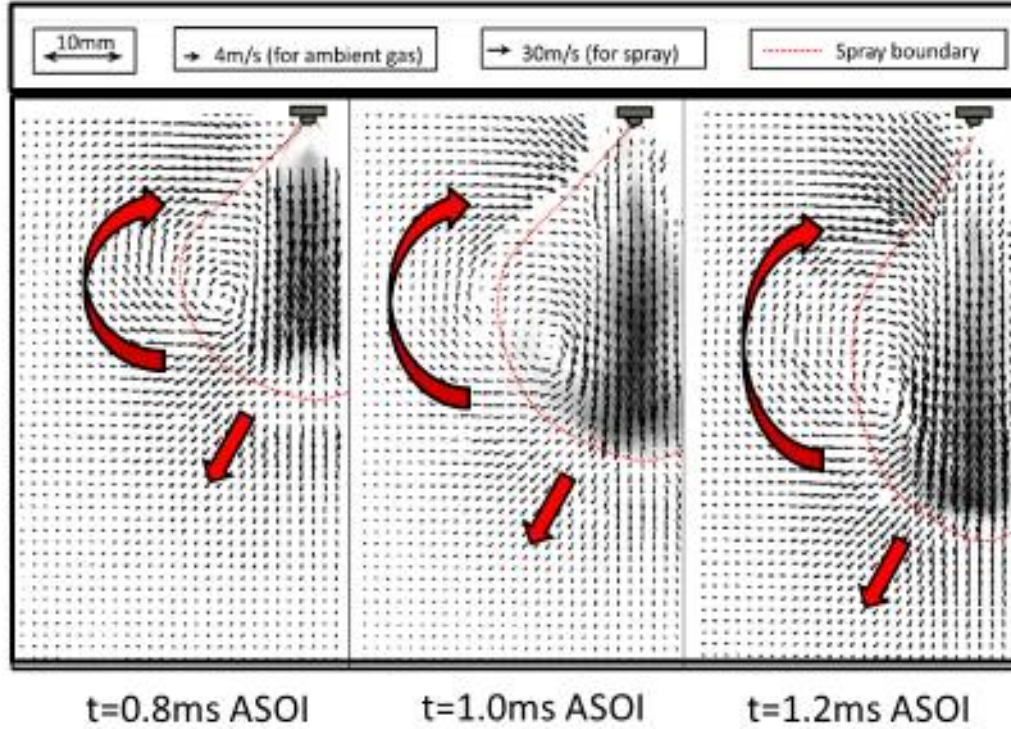 10mm
4m/s (for ambient gas)
30m/s (for spray)
Spray boundary
t=0.8ms ASOI
t=1.0ms ASOI
t=1.2ms ASOI